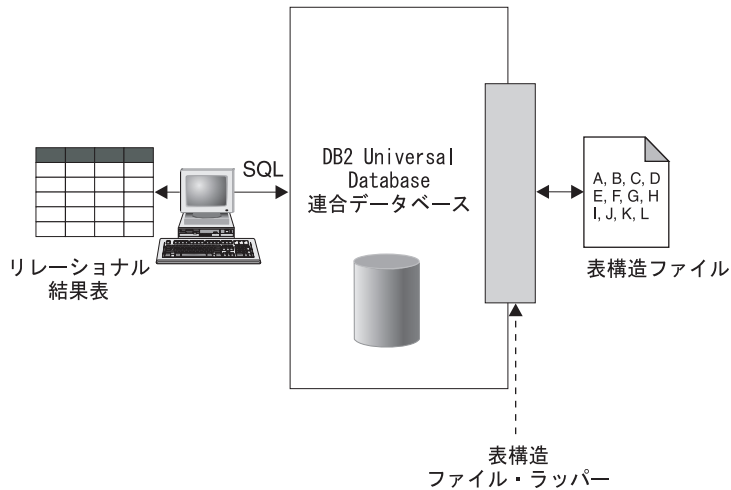 リレーショナル
結果表
SQL
DB2 Universal
Database
連合データベース
A, B, C, D
E, F, G, H
I, J, K, L
表構造ファイル
表構造
ファイル・ラッパー